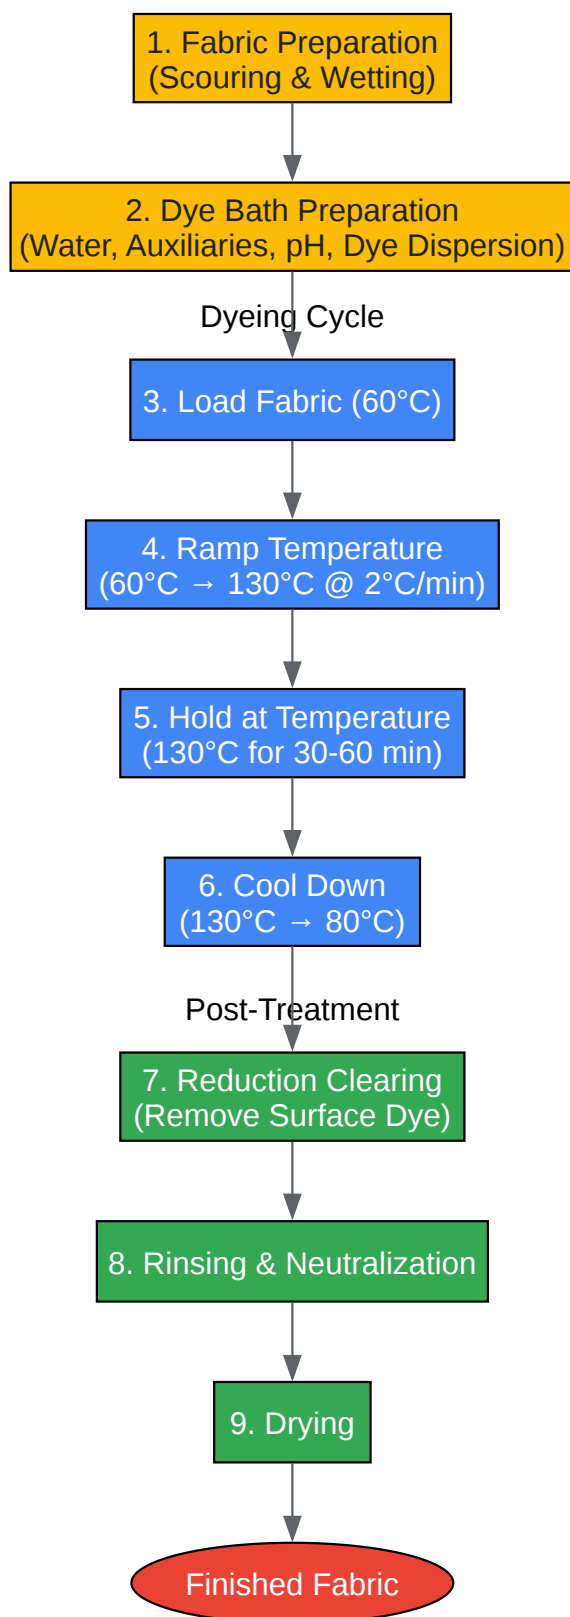 1. Fabric Preparation
(Scouring & Wetting)
2. Dye Bath Preparation
(Water, Auxiliaries, pH, Dye Dispersion)
Dyeing Cycle
3. Load Fabric (60°C)
4. Ramp Temperature
(60°C → 130°C @ 2°C/min)
5. Hold at Temperature
(130°C for 30-60 min)
6. Cool Down
(130°C → 80°C)
Post-Treatment
7. Reduction Clearing
(Remove Surface Dye)
8. Rinsing & Neutralization
9. Drying
Finished Fabric